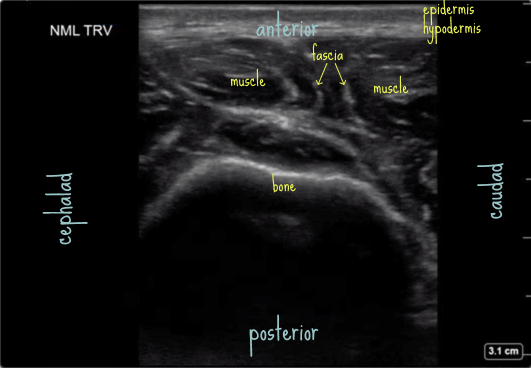 epidermis
NML TRV
anterior
hypodermis
fascia
muscle
muscle
bone
cephalad
caudad
posterior
3.1 cm